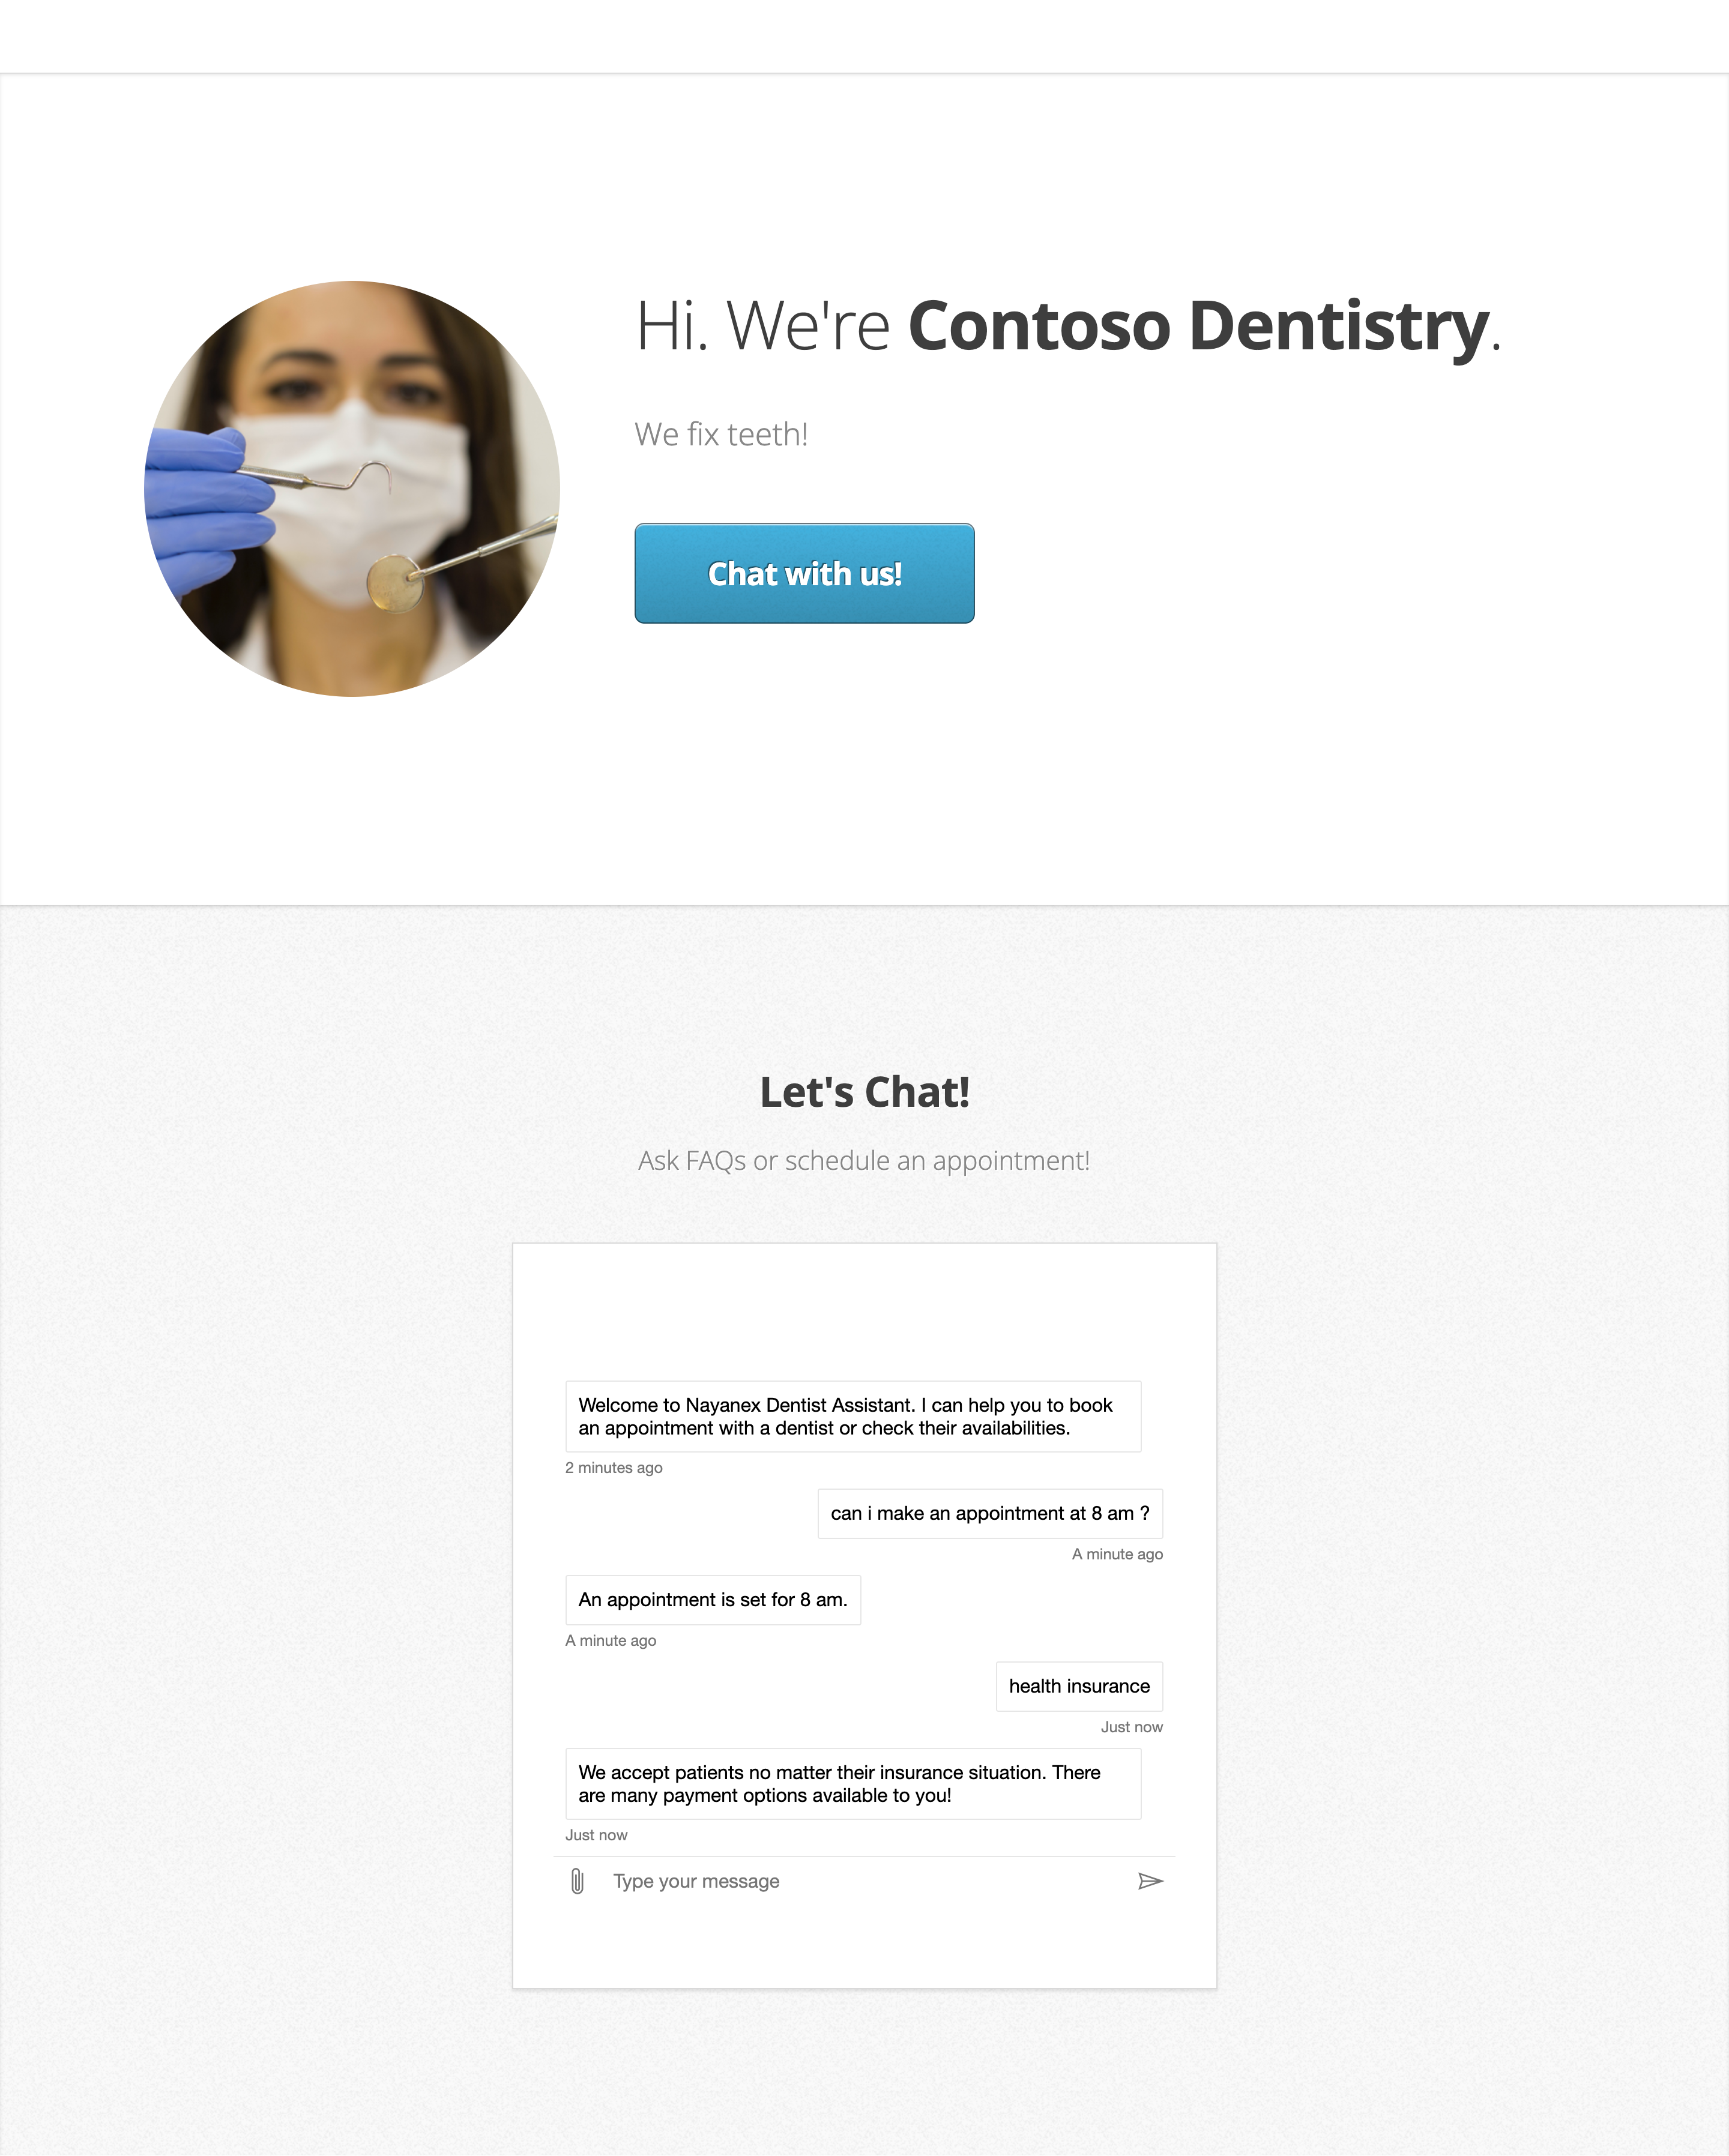 Hi. We're Contoso Dentistry.
We fix teeth!
Chat with us!
Let's Chat!
Ask FAQs or schedule an appointment!
Welcome to Nayanex Dentist Assistant. I can help you to book
an appointment with a dentist or check their availabilities.
2 minutes ago
can i make an appointment at 8 am ?
A minute ago
An appointment is set for 8 am.
A minute ago
health insurance
Just now
We accept patients no matter their insurance situation. There
are many payment options available to you!
Just now
Type your message